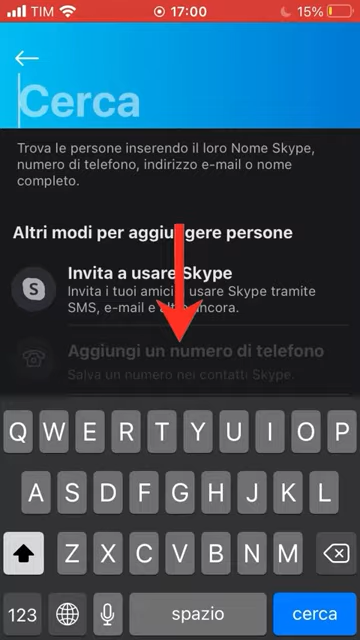 TIM 17:00 15%
Cerca
Trova le persone inserendo il loro Nome Skype,
numero di telefono, indirizzo e-mail o nome
completo.
Altri modi per aggiungere persone
Invita a usare Skype
Invita i tuoi amici a usare Skype tramite
SMS, e-mail e altro ancora.
Aggiungi un numero di telefono
Salva un numero nei contatti Skype.
Q W E R T Y U I O P
A S D F G H J K L
Z X C V B N M
123 spazio cerca